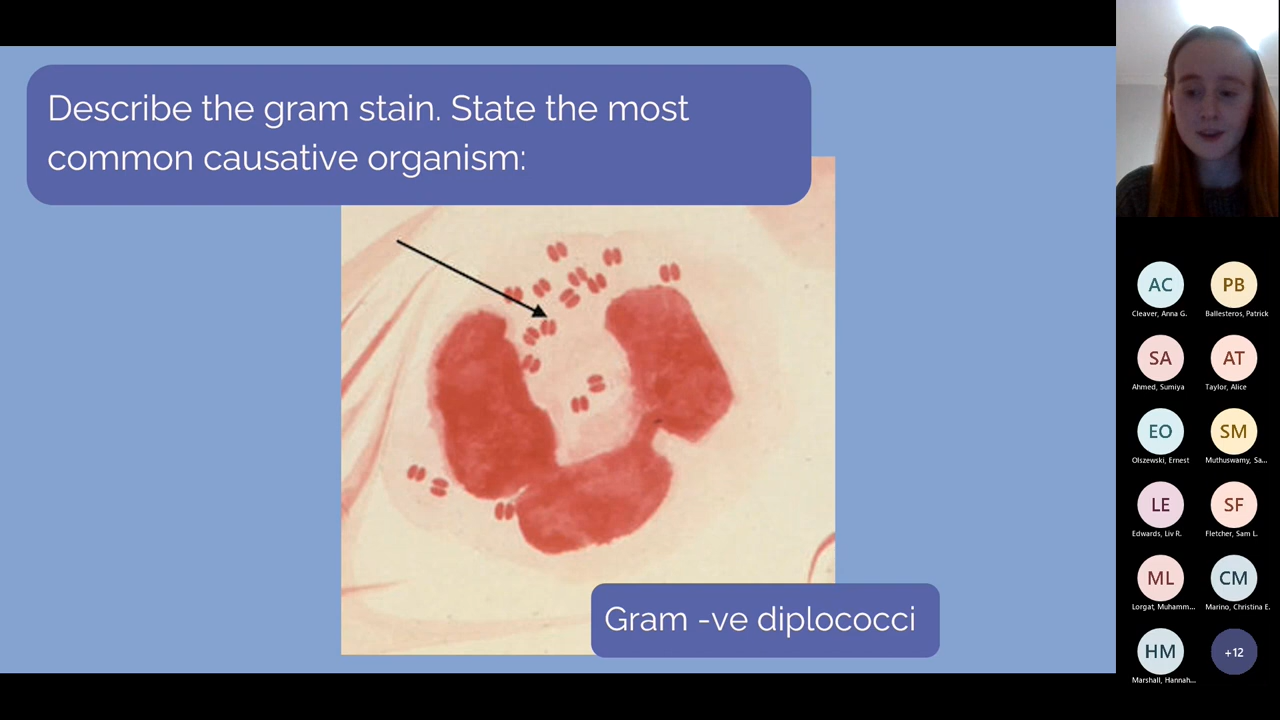 Describe the gram stain. State the most
common causative organism:
Gram -ve diplococci
AC
PB
Cleaver, Anna G.
Ballesteros, Patrick
SA
AT
Ahmed, Sumiya
Taylor, Alice
EO
SM
Olszewski, Ernest
Muthuswamy, Sa...
LE
SF
Edwards, Liv R.
Fletcher, Sam L.
ML
CM
Lorgat, Muhamm...
Marino, Christina E.
HM
+12
Marshall, Hannah...